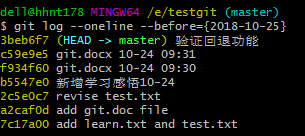 dell@hhnt178 MINGW64 /e/testgit (master)
$ git log --oneline --before={2018-10-25}
3beb6f7 (HEAD -> master) 验证回退功能
c59e9e5 git.docx 10-24 09:31
f934f60 git.docx 10-24 09:30
b5547e0 新增学习感悟10-24
2c5e0c7 revise test.txt
a2caf0d add git.doc file
7c17a00 add learn.txt and test.txt